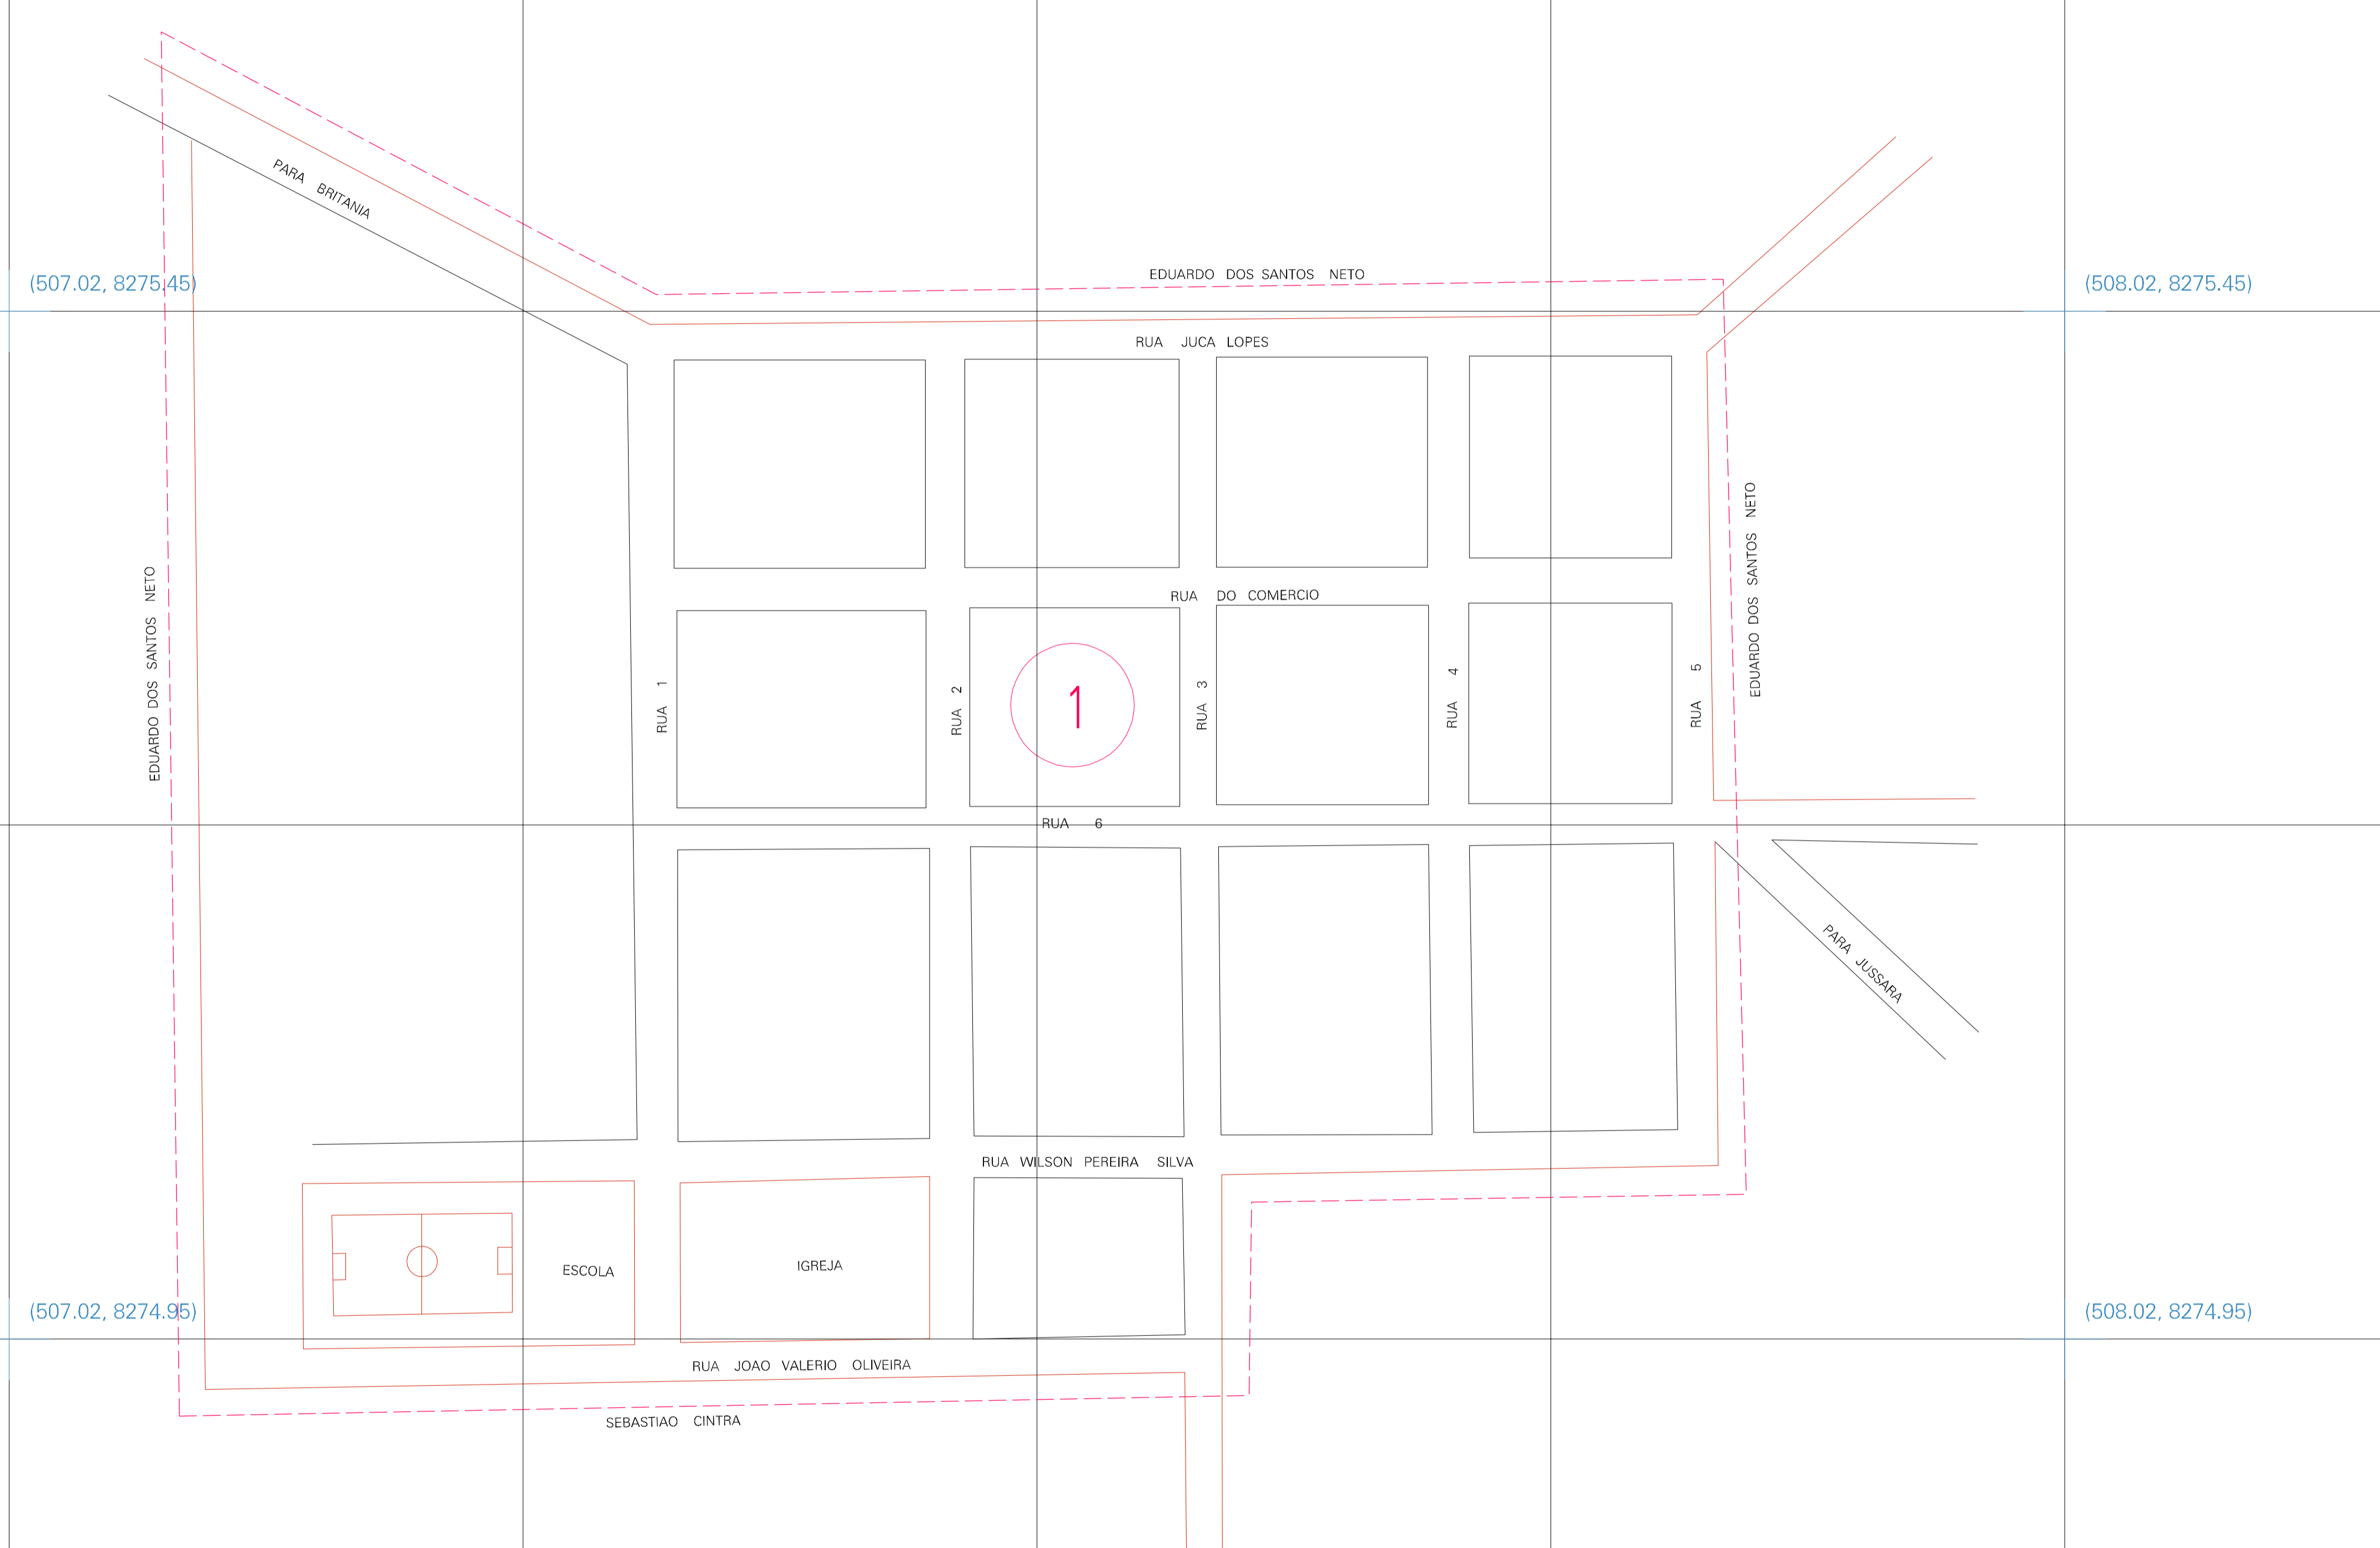 PARA BRITANIA
EDUARDO DOS SANTOS NETO
(507.02, 8275.45)
(508.02, 8275.45)
RUA JUCA LOPES
EDUARDO DOS SANTOS NETO
EDUARDO DOS SANTOS NETO
RUA DO COMERCIO
RUA 1
RUA 2
1
RUA 3
RUA 4
RUA 5
RUA 6
PARA JUSSARA
RUA WILSON PEREIRA SILVA
ESCOLA
IGREJA
(507.02, 8274.95)
(508.02, 8274.95)
RUA JOAO VALERIO OLIVEIRA
SEBASTIAO CINTRA